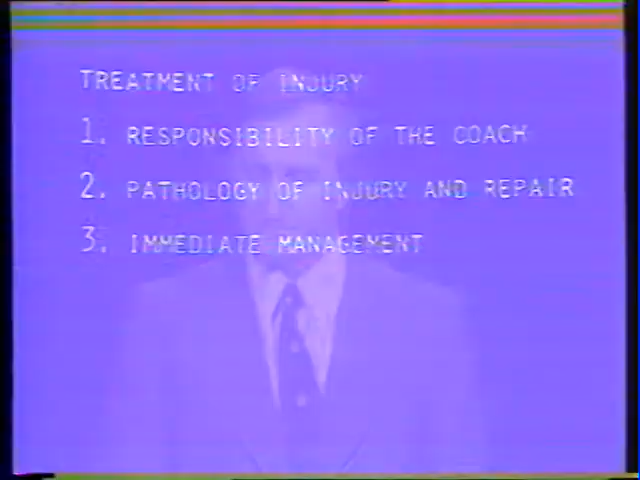 TREATMENT OF INJURY
1. RESPONSIBILITY OF THE COACH
2. PATHOLOGY OF INJURY AND REPAIR
3. IMMEDIATE MANAGEMENT